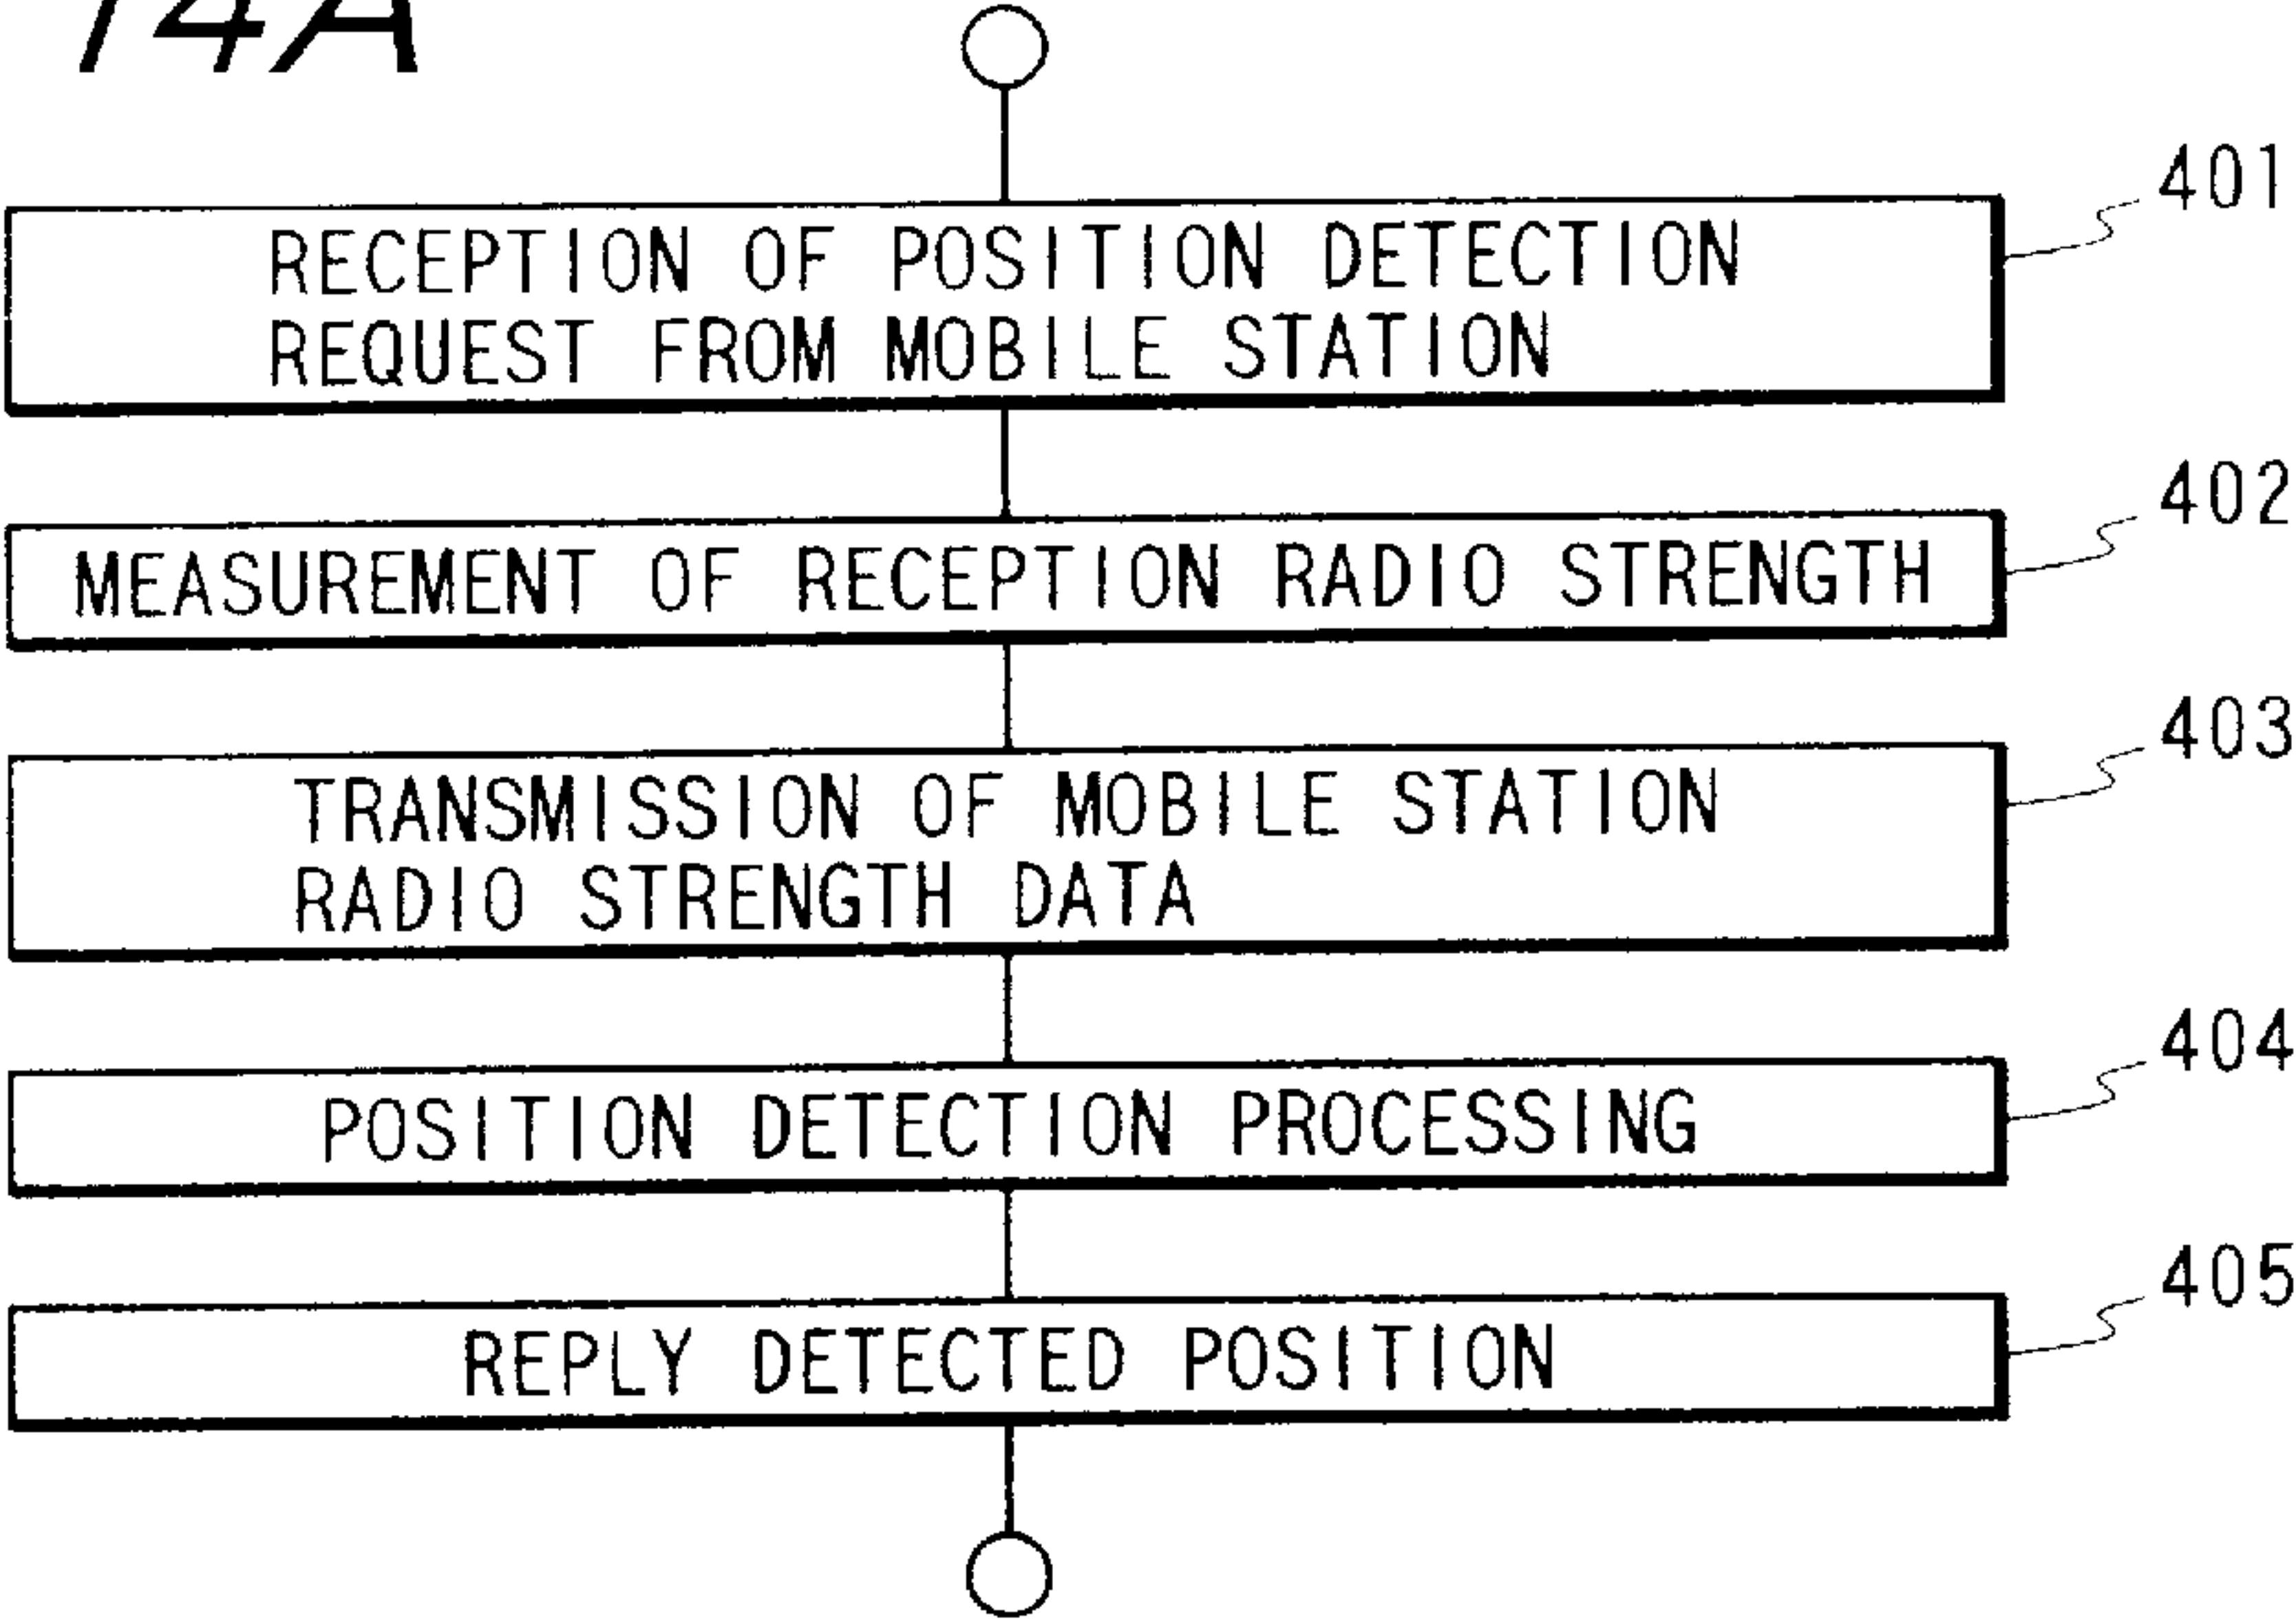 14A
401
RECEPTION OF POSITION DETECTION
REQUEST FROM MOBILE STATION
402
MEASUREMENT OF RECEPTION RADIO STRENGTH
403
TRANSMISSION OF MOBILE STATION
RADIO STRENGTH DATA
404
POSITION DETECTION PROCESSING
405
REPLY DETECTED POSITION